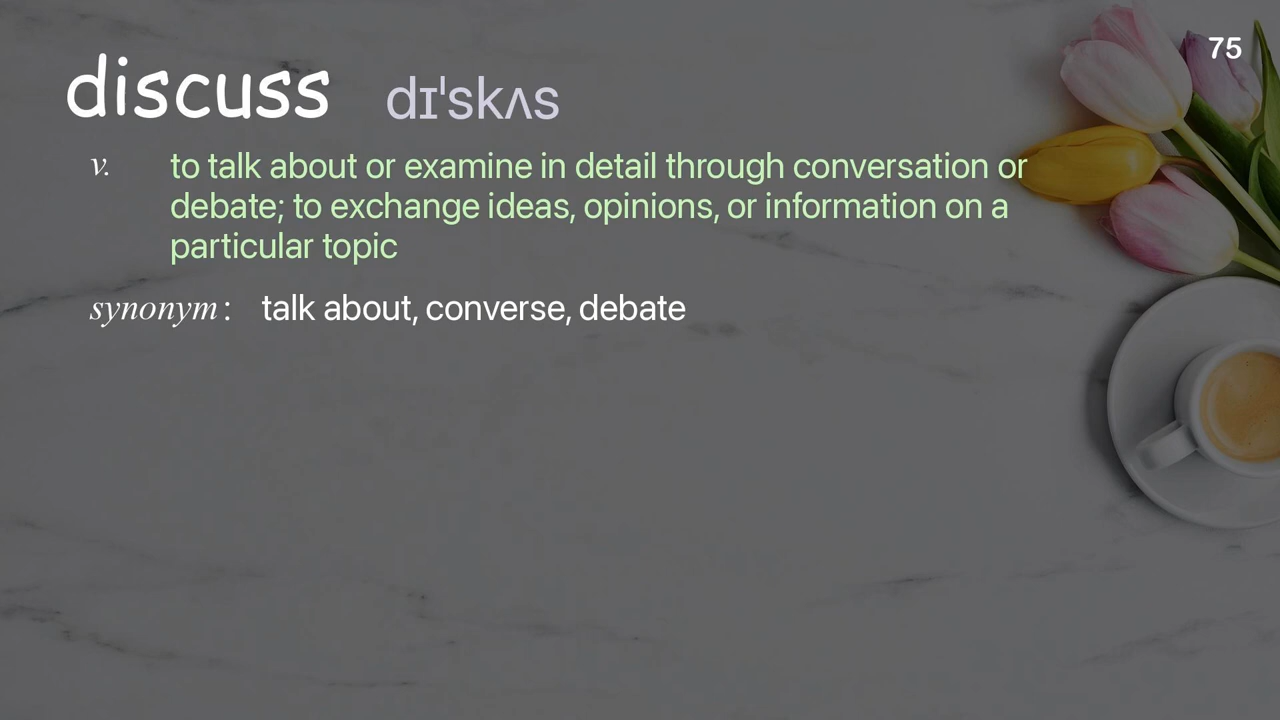 75
discuss dɪˈskʌs
v. to talk about or examine in detail through conversation or
debate; to exchange ideas, opinions, or information on a
particular topic
synonym : talk about, converse, debate